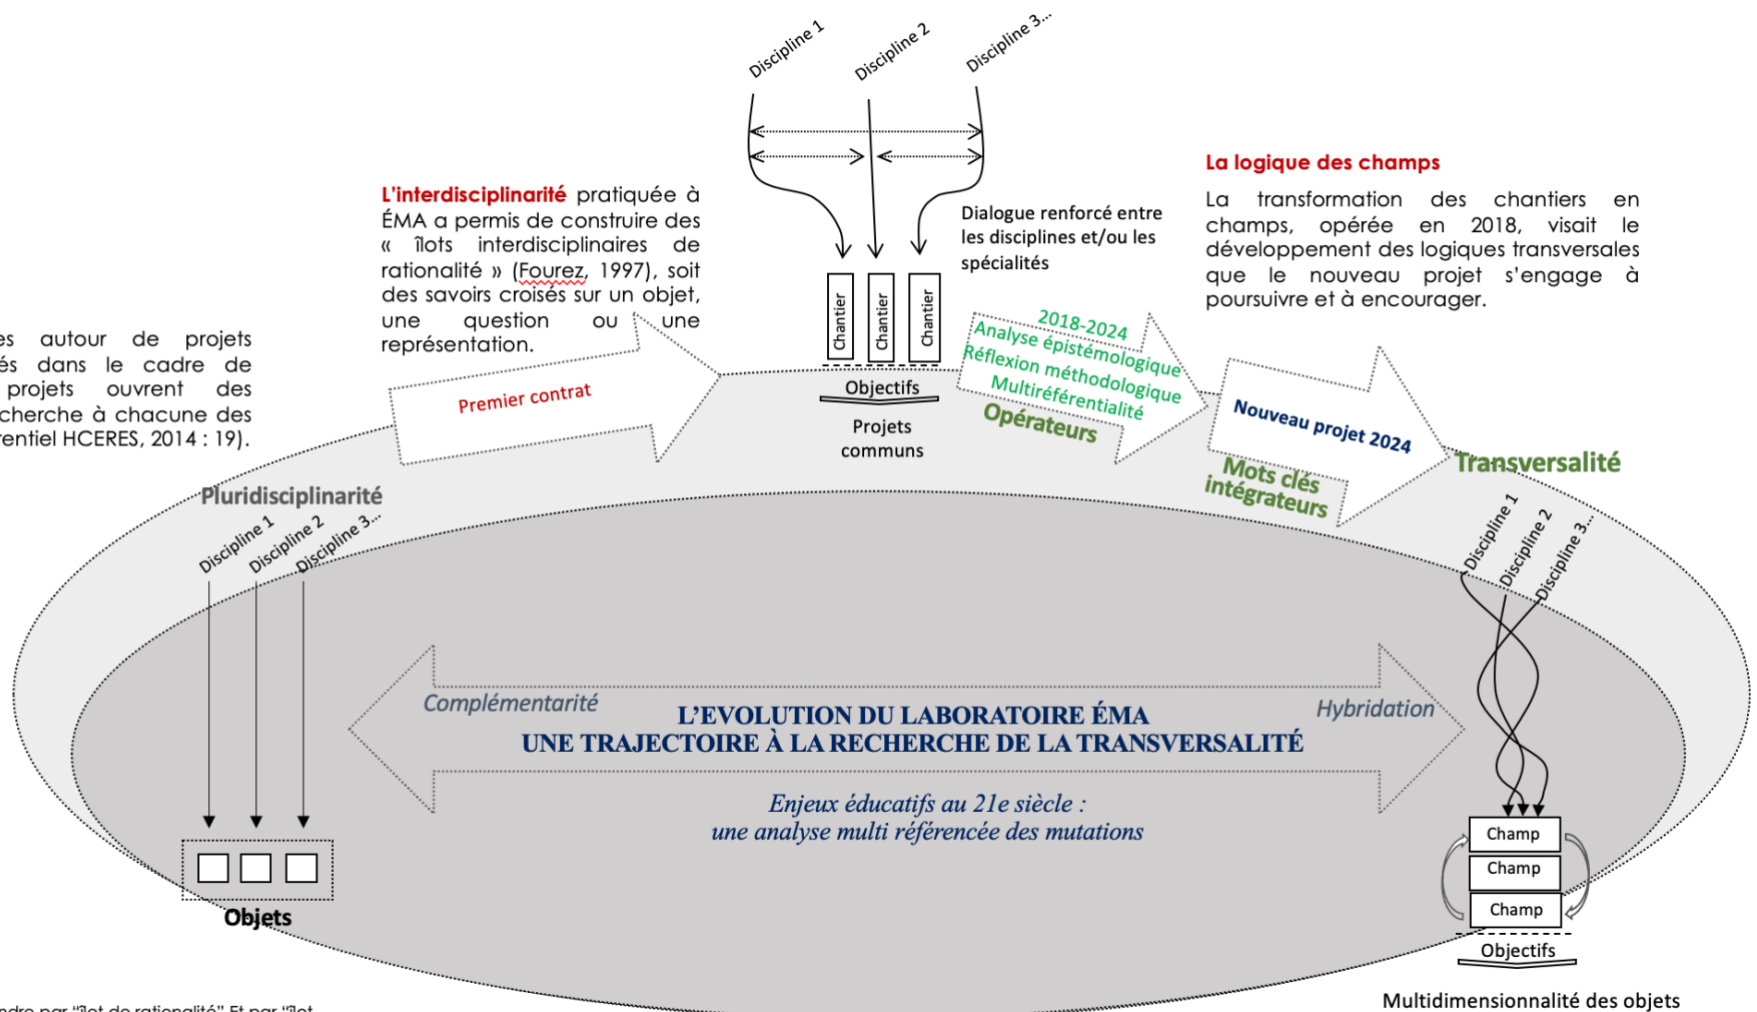 Discipline 1
Discipline 2
Discipline 3...
L'interdisciplinarité pratiquée à
ÉMA a permis de construire des
« îlots interdisciplinaires de
rationalité » (Fourez, 1997), soit
des savoirs croisés sur un objet,
une question ou une
représentation.
Dialogue renforcé entre
les disciplines et/ou les
spécialités
La logique des champs
La transformation des chantiers en
champs, opérée en 2018, visait le
développement des logiques transversales
que le nouveau projet s'engage à
poursuivre et à encourager.
Chantier
Chantier
Chantier
Objectifs
Projets
communs
autour de projets
dans le cadre de
projets ouvrent des
à chacune des
HCERES, 2014 : 19).
Premier contrat
2018-2024
Analyse épistémologique
Réflexion méthodologique
Multiréférentialité
Opérateurs
Nouveau projet 2024
Mots clés
intégrateurs
Transversalité
Discipline 1
Discipline 2
Discipline 3...
Pluridisciplinarité
Discipline 1
Discipline 2
Discipline 3...
Complémentarité
Hybridation
L'EVOLUTION DU LABORATOIRE ÉMA
UNE TRAJECTOIRE À LA RECHERCHE DE LA TRANSVERSALITÉ
Enjeux éducatifs au 21e siècle :
une analyse multi référencée des mutations
Objets
Champ
Champ
Champ
Objectifs
Multidimensionnalité des objets
par "îlot de rationalité" Et par "îlot